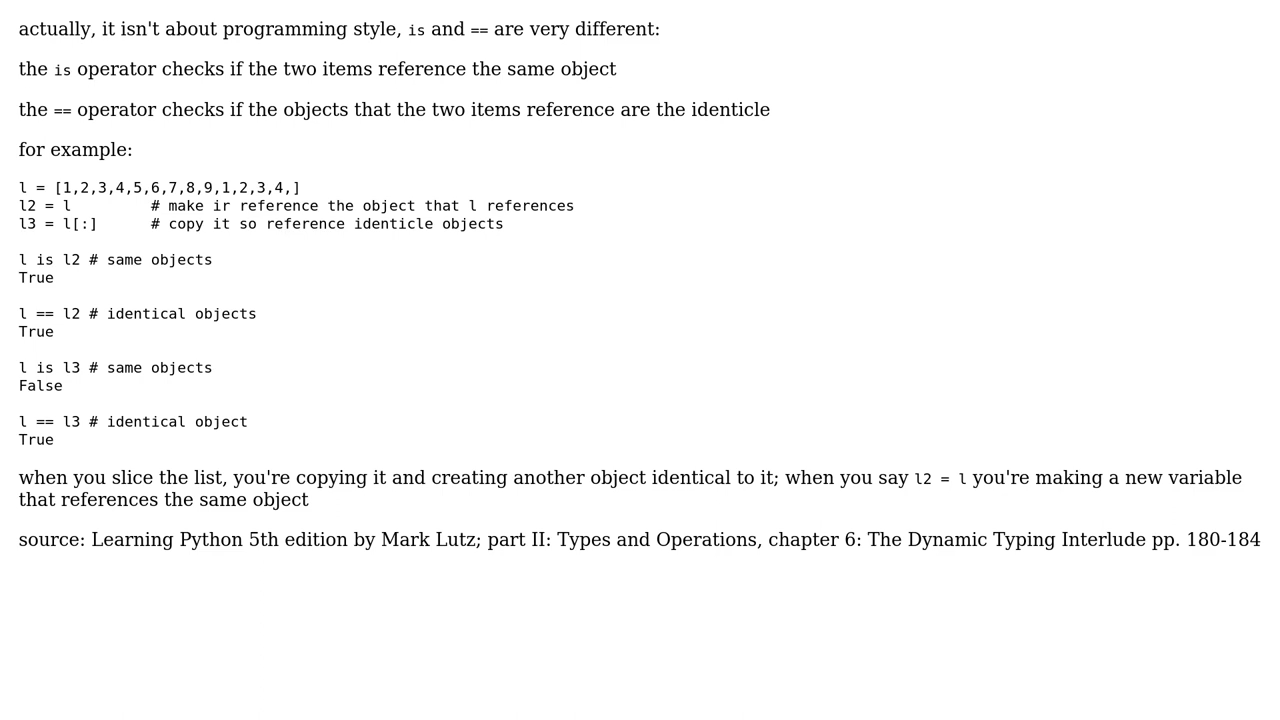 actually, it isn't about programming style, is and == are very different:
the is operator checks if the two items reference the same object
the == operator checks if the objects that the two items reference are the identicle
for example:
l = [1,2,3,4,5,6,7,8,9,1,2,3,4,]
l2 = l         # make ir reference the object that l references
l3 = l[:]      # copy it so reference identicle objects
l is l2 # same objects
True
l == l2 # identical objects
True
l is l3 # same objects
False
l == l3 # identical object
True
when you slice the list, you're copying it and creating another object identical to it; when you say l2 = l you're making a new variable
that references the same object
source: Learning Python 5th edition by Mark Lutz; part II: Types and Operations, chapter 6: The Dynamic Typing Interlude pp. 180-184